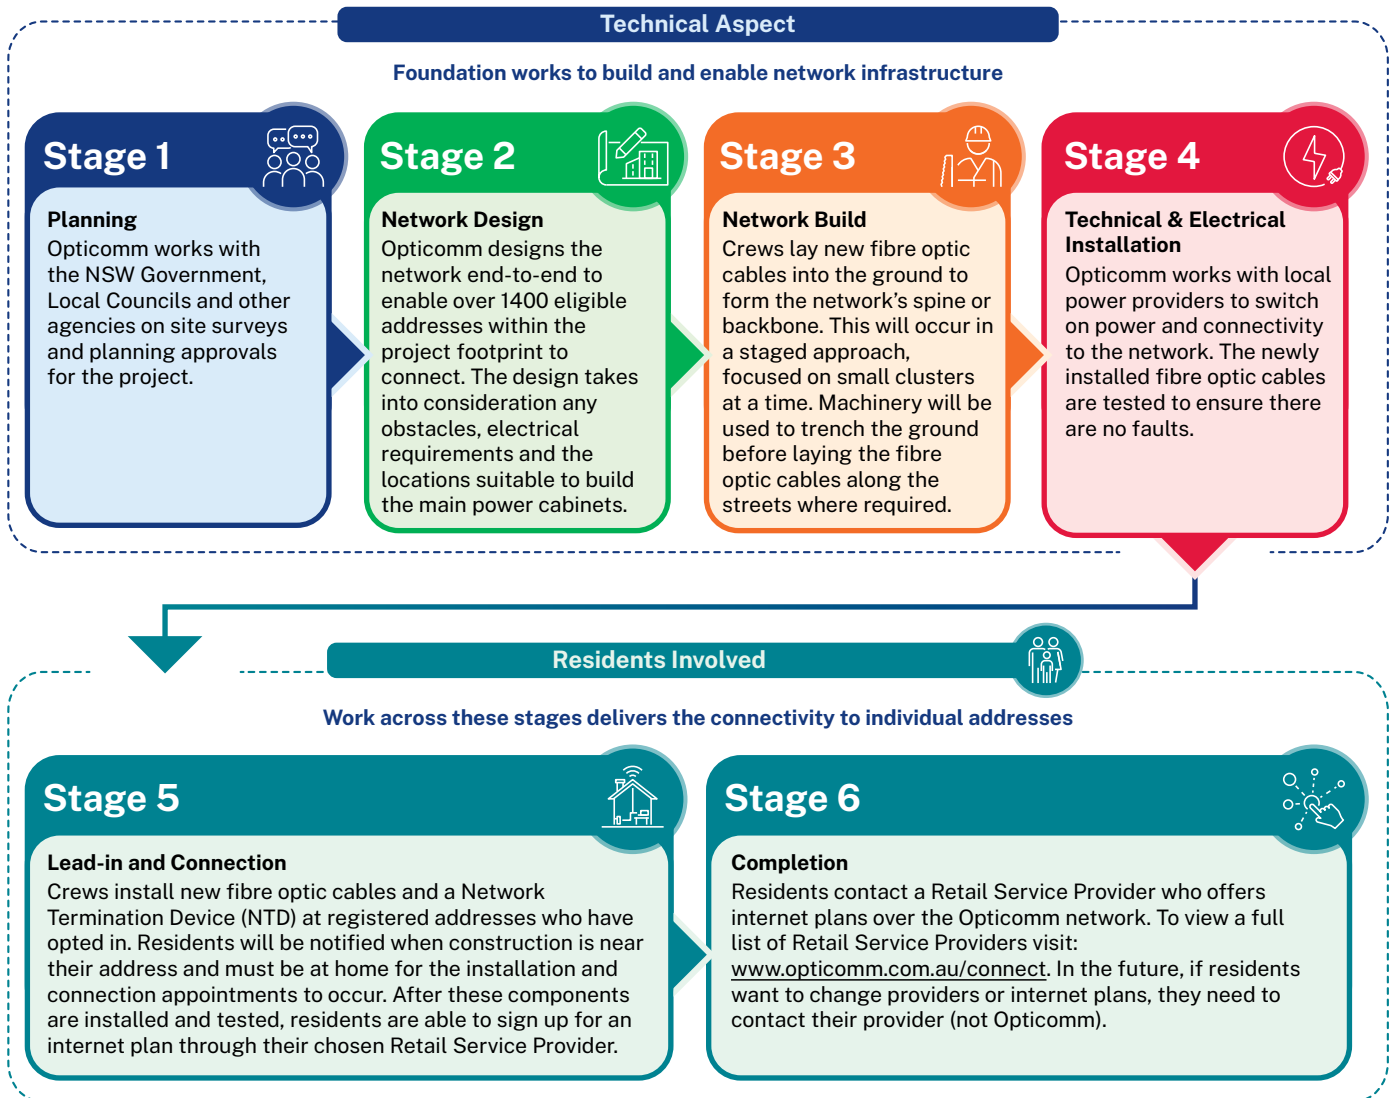 Technical Aspect
Foundation works to build and enable network infrastructure
Stage 1
Planning
Opticomm works with
the NSW Government,
Local Councils and other
agencies on site surveys
and planning approvals
for the project.
Stage 2
Network Design
Opticomm designs the
network end-to-end to
enable over 1400 eligible
addresses within the
project footprint to
connect. The design takes
into consideration any
obstacles, electrical
requirements and the
locations suitable to build
the main power cabinets.
Stage 3
Network Build
Crews lay new fibre optic
cables into the ground to
form the network’s spine or
backbone. This will occur in
a staged approach,
focused on small clusters
at a time. Machinery will be
used to trench the ground
before laying the fibre
optic cables along the
streets where required.
Stage 4
Technical & Electrical
Installation
Opticomm works with local
power providers to switch
on power and connectivity
to the network. The newly
installed fibre optic cables
are tested to ensure there
are no faults.
Residents Involved
Work across these stages delivers the connectivity to individual addresses
Stage 5
Lead-in and Connection
Crews install new fibre optic cables and a Network
Termination Device (NTD) at registered addresses who have
opted in. Residents will be notified when construction is near
their address and must be at home for the installation and
connection appointments to occur. After these components
are installed and tested, residents are able to sign up for an
internet plan through their chosen Retail Service Provider.
Stage 6
Completion
Residents contact a Retail Service Provider who offers
internet plans over the Opticomm network. To view a full
list of Retail Service Providers visit:
www.opticomm.com.au/connect. In the future, if residents
want to change providers or internet plans, they need to
contact their provider (not Opticomm).